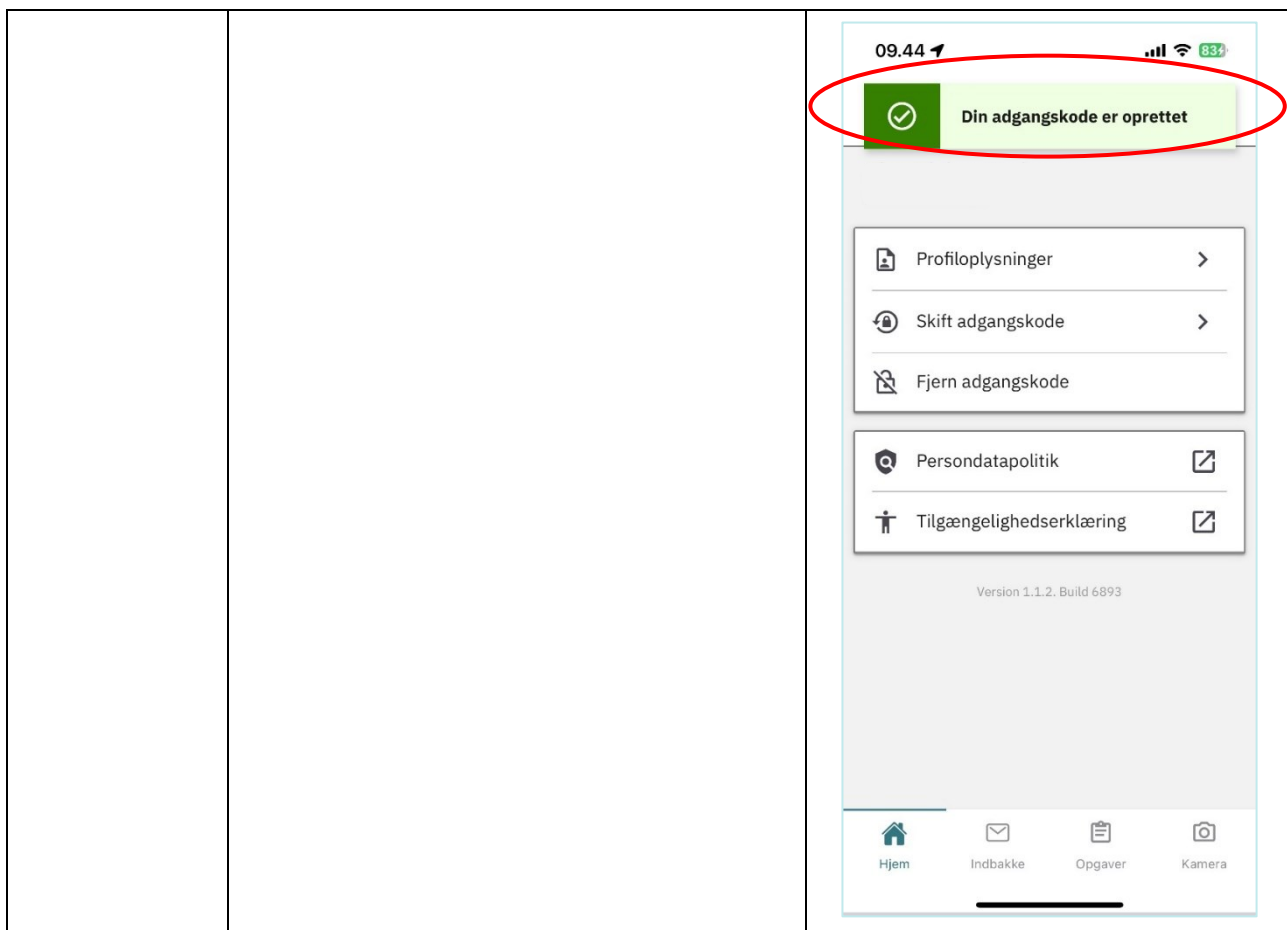 09.44
83
Din adgangskode er oprettet
Profiloplysninger
Skift adgangskode
Fjern adgangskode
Persondatapolitik
Tilgængelighedserklæring
Version 1.1.2. Build 6893
Hjem Indbakke Opgaver Kamera